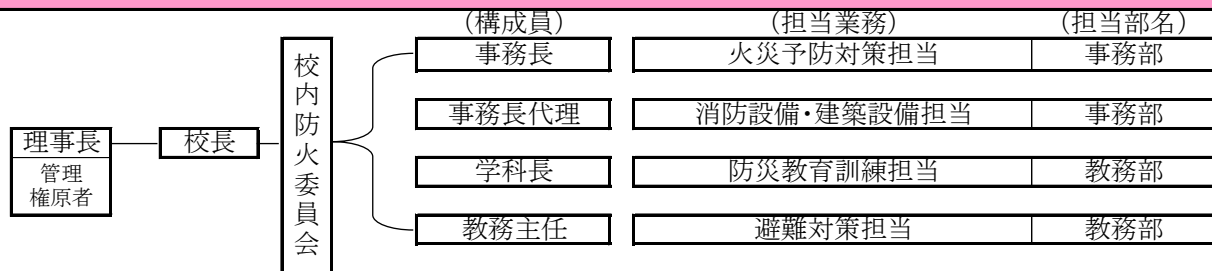 (構成員) (担当業務) (担当部名)
事務長 火災予防対策担当 事務部
事務長代理 消防設備・建築設備担当 事務部
理事長 校長 校内防火委員会
管理
権原者
学科長 防災教育訓練担当 教務部
教務主任 避難対策担当 教務部